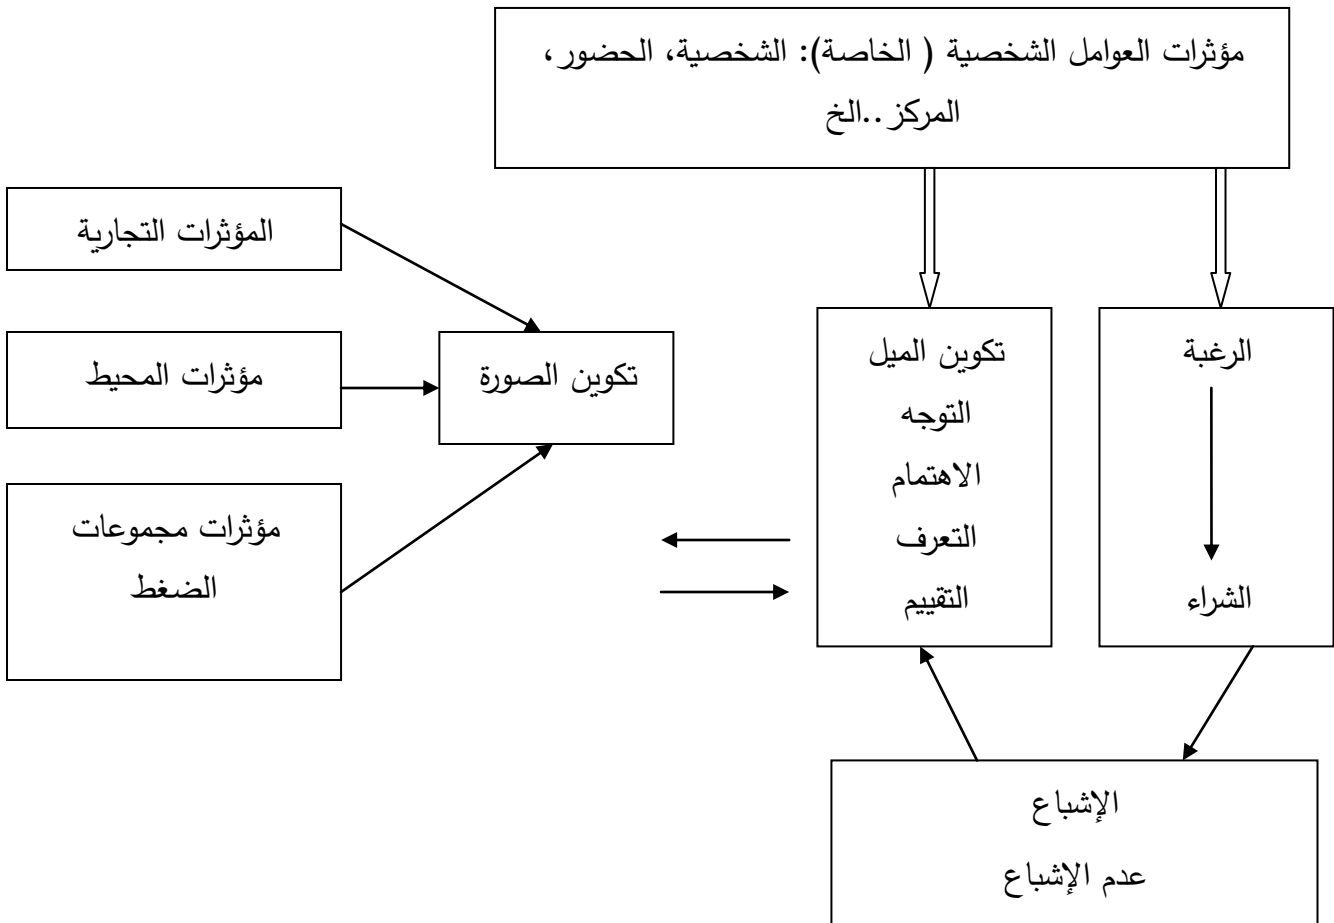 مؤثرات العوامل الشخصية ( الخاصة): الشخصية، الحضور،
المركز..الخ
المؤثرات التجارية
مؤثرات المحيط
مؤثرات مجموعات
الضغط
تكوين الصورة
تكوين الميل
التوجه
الاهتمام
التعرف
التقييم
الرغبة
الشراء
الإشباع
عدم الإشباع